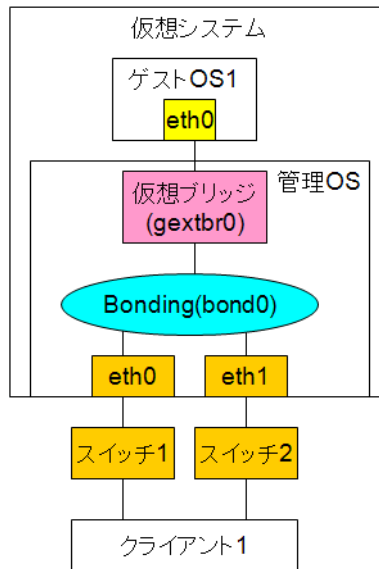 仮想システム
ゲストOS1
eth0
管理OS
仮想ブリッジ
(gextbr0)
Bonding(bond0)
eth0
eth1
スイッチ1
スイッチ2
クライアント1